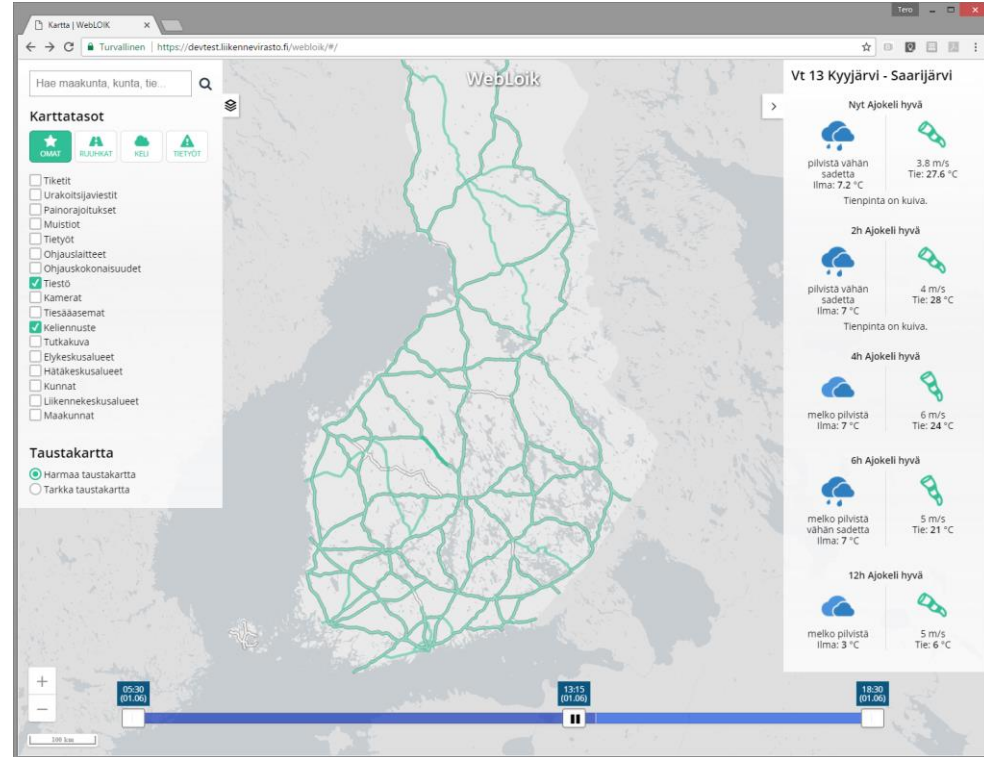 Kartta | WebLOIK
Tero
Turvallinen | https://devtest.liikennevirasto.fi/webloik/#/
Hae maakunta, kunta, tie...
Karttatasot
OMAT
RUUHKAT
KELI
TIETYÖT
Tiketit
Urakoitsijaviestit
Painorajoitukset
Muistiot
Tietyöt
Ohjauslaitteet
Ohjauskokonaisuudet
Tiestö
Kamerat
Tiesääasemat
Keliennuste
Tutkakuva
Elykeskusalueet
Hätäkeskusalueet
Kunnat
Liikennekeskusalueet
Maakunnat
Taustakartta
Harmaa taustakartta
Tarkka taustakartta
WebLoik
Vt 13 Kyyjärvi - Saarijärvi
Nyt Ajokeli hyvä
pilvistä vähän
sadetta
Ilma: 7.2 °C
3.8 m/s
Tie: 27.6 °C
Tienpinta on kuiva.
2h Ajokeli hyvä
pilvistä vähän
sadetta
Ilma: 7 °C
4 m/s
Tie: 28 °C
Tienpinta on kuiva.
4h Ajokeli hyvä
melko pilvistä
Ilma: 7 °C
6 m/s
Tie: 24 °C
6h Ajokeli hyvä
melko pilvistä
vähän sadetta
Ilma: 7 °C
5 m/s
Tie: 21 °C
12h Ajokeli hyvä
melko pilvistä
Ilma: 3 °C
5 m/s
Tie: 6 °C
+
−
05:30
(01.06)
13:15
(01.06)
18:30
(01.06)
100 km